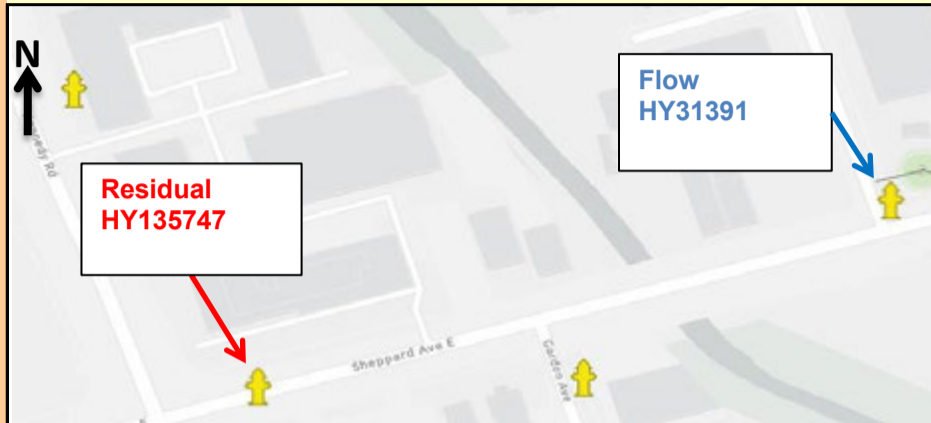 N
Flow
HY31391
Residual
HY135747
Sheppard Ave E
Garden Ave